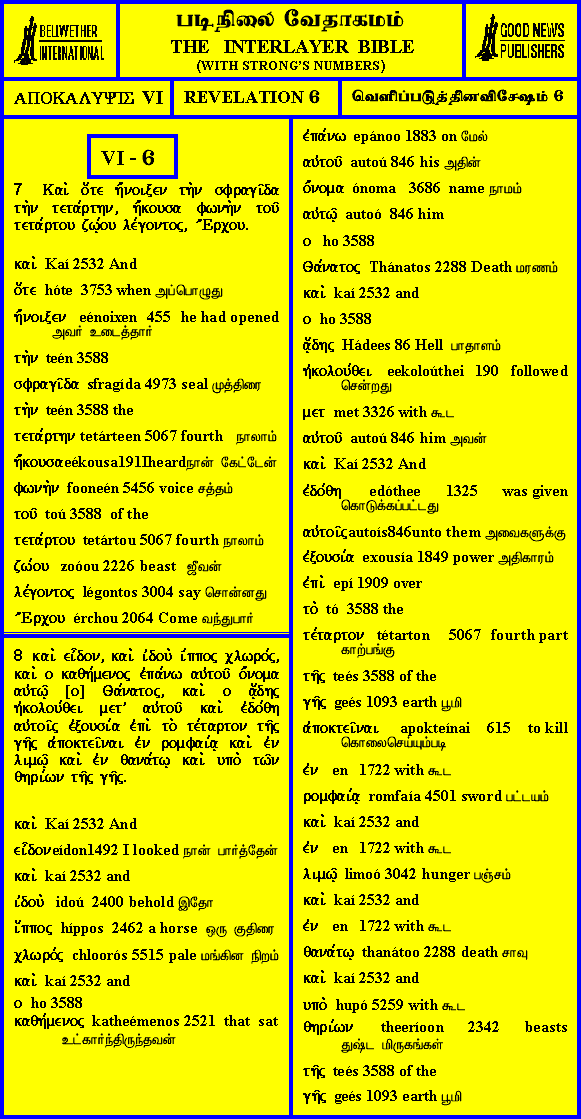 BELLWETHER
INTERNATIONAL
படிநிலை வேதாகமம்
THE INTERLAYER BIBLE
(WITH STRONG'S NUMBERS)
GOOD NEWS
PUBLISHERS
ΑΠΟΚΑΛΥΨΙΣ VI
REVELATION 6
வெளிப்படுத்தினவிசேஷம் 6
VI - 6
7 Καὶ ὅτε ἤνοιξεν τὴν σφραγῖδα
τὴν τετάρτην, ἤκουσα φωνὴν τοῦ
τετάρτου ζῴου λέγοντος, Ἔρχου.
καὶ Kaí 2532 And
ὅτε hóte 3753 when அப்பொழுது
ἤνοιξεν eénoixen 455 he had opened
அவர் உடைத்தார்
τὴν teén 3588
σφραγῖδα sfragída 4973 seal முத்திரை
τὴν teén 3588 the
τετάρτην tetárteen 5067 fourth நாலாம்
ἤκουσα eékousa191Iheard நான் கேட்டேன்
φωνὴν fooneén 5456 voice சத்தம்
τοῦ toú 3588 of the
τετάρτου tetártou 5067 fourth நாலாம்
ζῴου zoóou 2226 beast ஜீவன்
λέγοντος légontos 3004 say சொன்னது
Ἔρχου érchou 2064 Come வந்துபார்
8 καὶ εἶδον, καὶ ἰδοὺ ἵππος χλωρός,
καὶ ο καθήμενος ἐπάνω αὐτοῦ ὄνομα
αὐτῷ [ο] Θάνατος, καὶ ο ᾅδης
ἠκολούθει μετ' αὐτοῦ καὶ ἐδόθη
αὐτοῖς ἐξουσία ἐπὶ τὸ τέταρτον τῆς
γῆς ἀποκτεῖναι ἐν ρομφαίᾳ καὶ ἐν
λιμῷ καὶ ἐν θανάτῳ καὶ υπὸ τῶν
θηρίων τῆς γῆς.
καὶ Kaí 2532 And
εἶδον eídon1492 I looked நான் பார்த்தேன்
καὶ kaí 2532 and
ἰδοὺ idoú 2400 behold இதோ
ἵππος híppos 2462 a horse ஒரு குதிரை
χλωρός chloorós 5515 pale மங்கின நிறம்
καὶ kaí 2532 and
ο ho 3588
καθήμενος katheémenos 2521 that sat
உட்கார்ந்திருந்தவன்
ἐπάνω epánoo 1883 on மேல்
αὐτοῦ autoú 846 his அதின்
ὄνομα ónoma 3686 name நாமம்
αὐτῷ autoó 846 him
ο ho 3588
Θάνατος Thánatos 2288 Death மரணம்
καὶ kaí 2532 and
ο ho 3588
ᾅδης Hádees 86 Hell பாதாளம்
ἠκολούθει eekoloúthei 190 followed
சென்றது
μετ met 3326 with கூட
αὐτοῦ autoú 846 him அவன்
καὶ Kaí 2532 And
ἐδόθη edóthee 1325 was given
கொடுக்கப்பட்டது
αὐτοῖς autoís846unto them அவைகளுக்கு
ἐξουσία exousía 1849 power அதிகாரம்
ἐπὶ epí 1909 over
τὸ tó 3588 the
τέταρτον tétarton 5067 fourth part
காற்பங்கு
τῆς teés 3588 of the
γῆς geés 1093 earth பூமி
ἀποκτεῖναι apokteínai 615 to kill
கொலைசெய்யும்படி
ἐν en 1722 with கூட
ρομφαίᾳ romfaía 4501 sword பட்டயம்
καὶ kaí 2532 and
ἐν en 1722 with கூட
λιμῷ limoó 3042 hunger பஞ்சம்
καὶ kaí 2532 and
ἐν en 1722 with கூட
θανάτῳ thanátoo 2288 death சாவு
καὶ kaí 2532 and
υπὸ hupó 5259 with கூட
θηρίων theeríoon 2342 beasts
துஷ்ட மிருகங்கள்
τῆς teés 3588 of the
γῆς geés 1093 earth பூமி